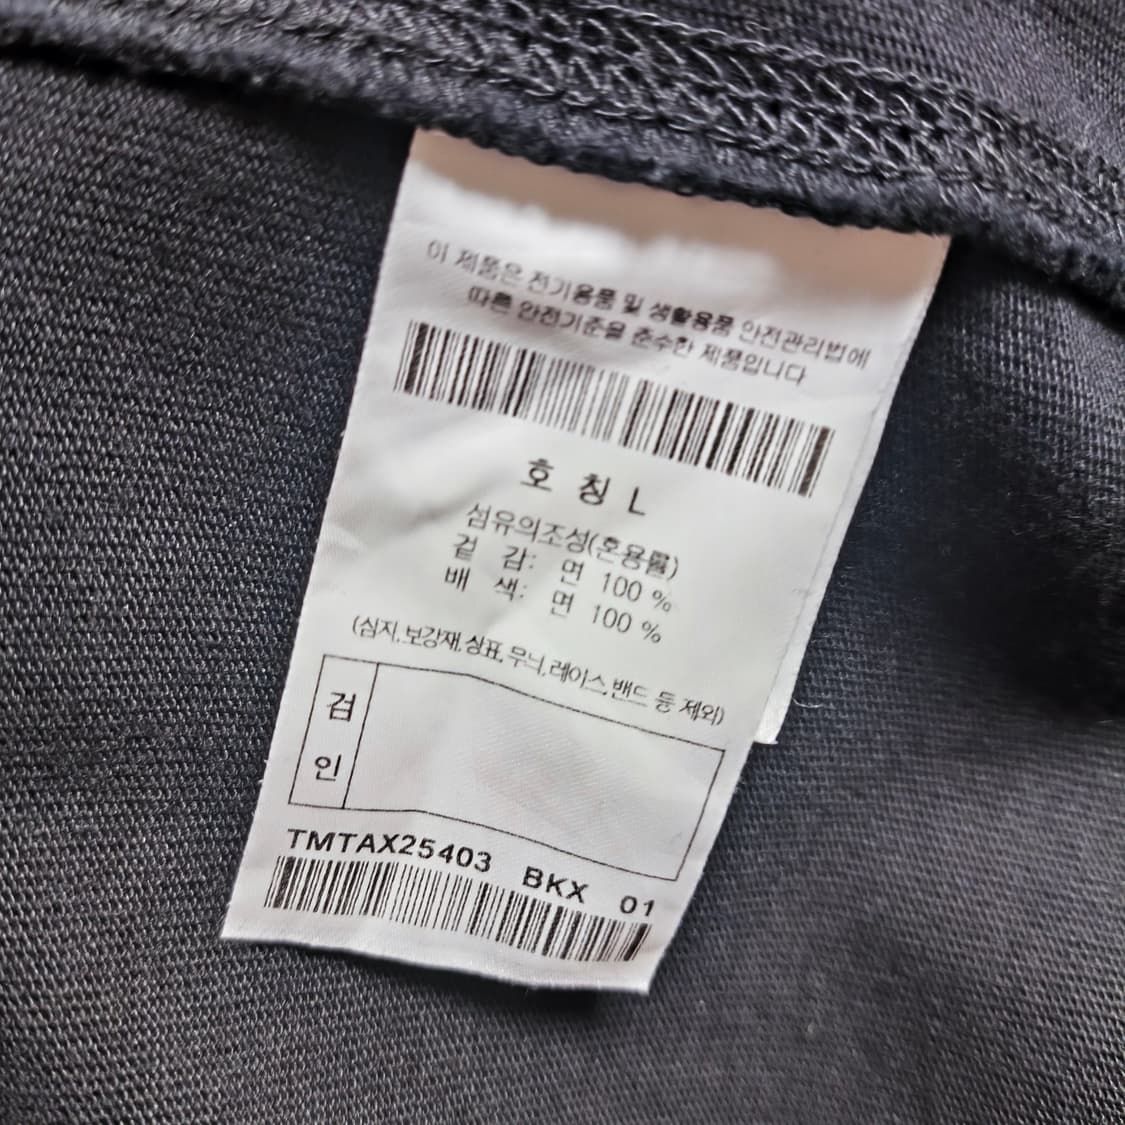 이 제품은 전기용품 및 생활용품 안전관리법에
따른 안전기준을 준수한 제품입니다
호 칭 L
섬유의조성(혼용률)
겉 감: 면 100 %
배 색: 면 100 %
(심지,보강재,상표,무늬,레이스,밴드 등 제외)
검
인
TMTAX25403 BKX 01